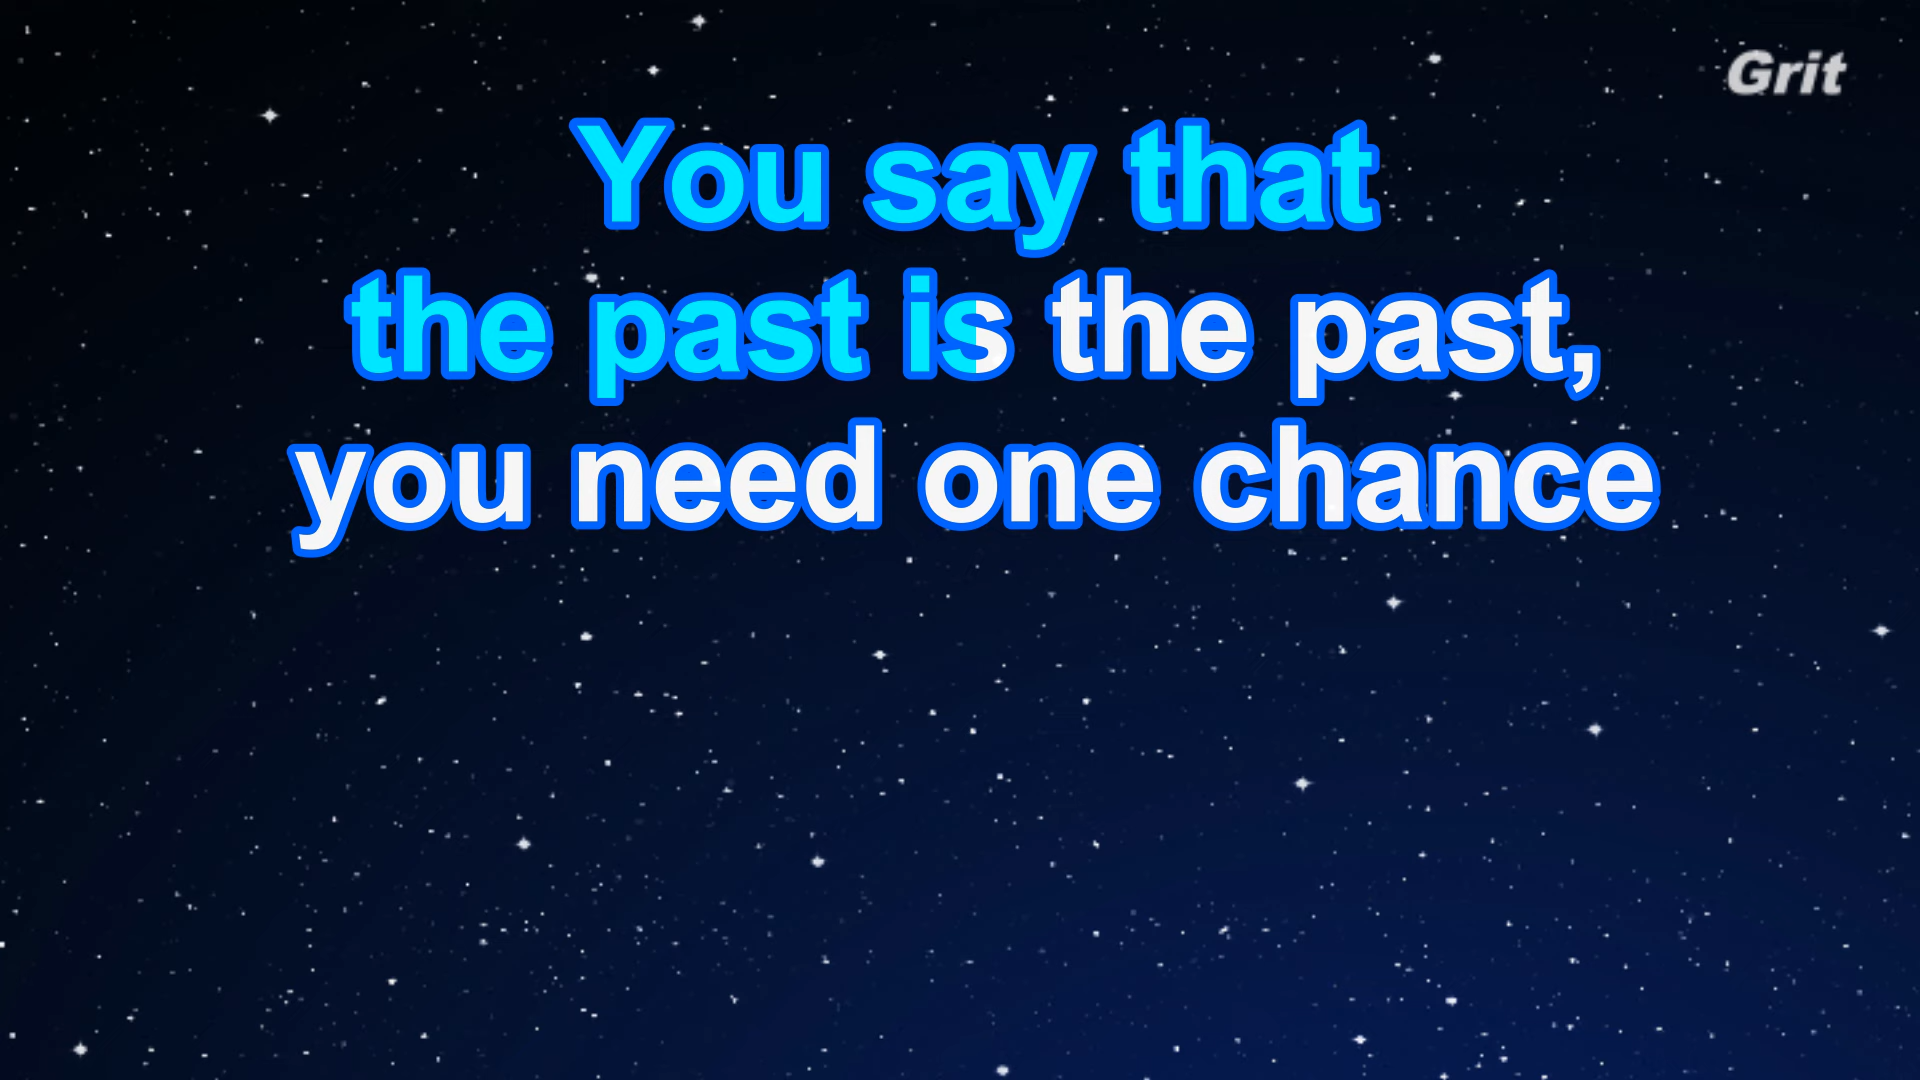 Grit
You say that
the past is the past,
you need one chance